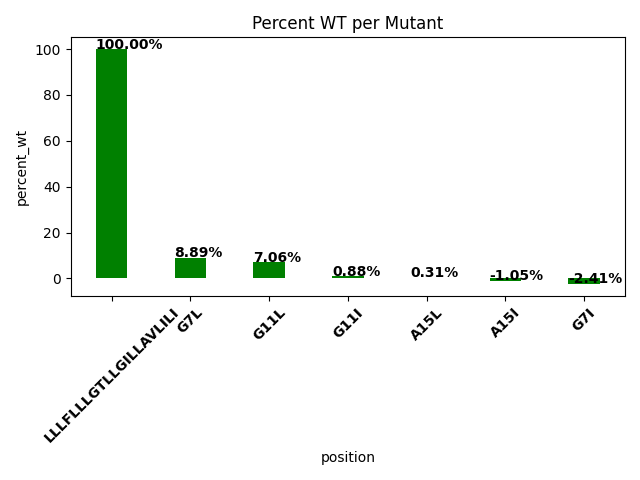 Percent WT per Mutant
percent_wt
100
80
60
40
20
0
100.00%
8.89%
7.06%
0.88%
0.31%
-1.05%
-2.41%
LLLFLLLGTLLGILLAVLILI
G7L
G11L
G11I
A15L
A15I
G7I
position